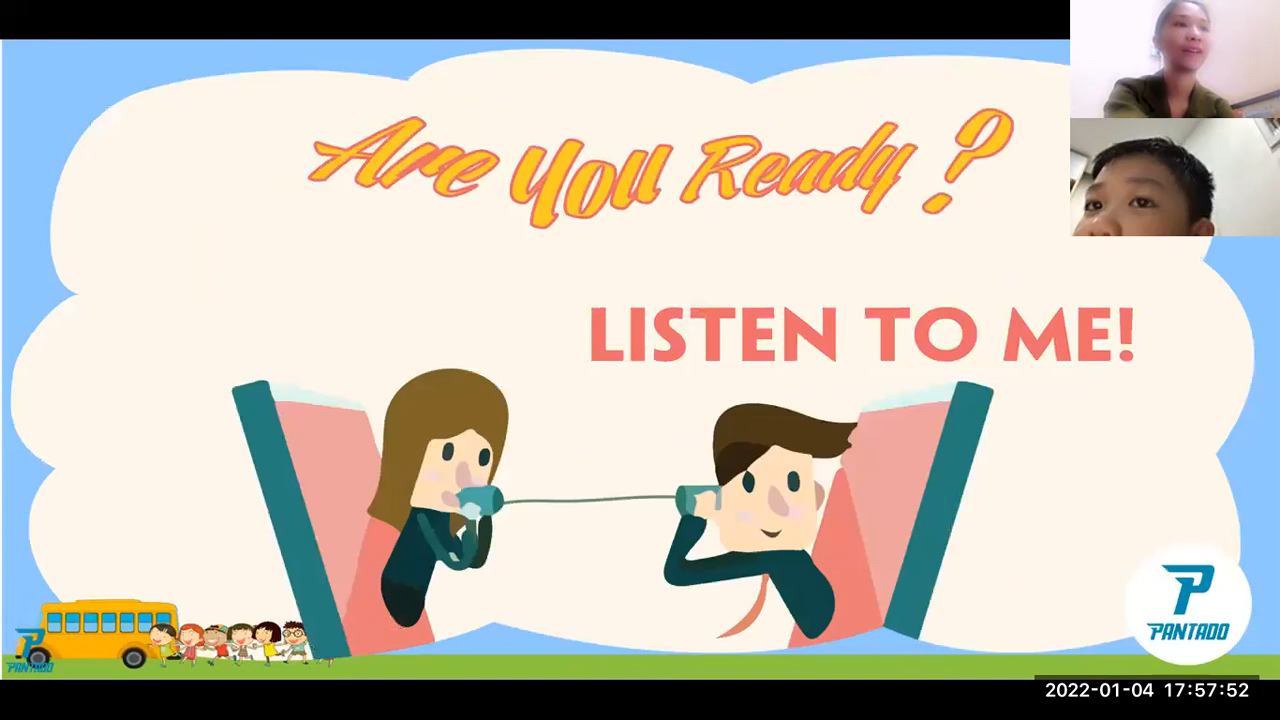 Are You Ready ?
LISTEN TO ME!
PANTADO
PANTADO
2022-01-04 17:57:52